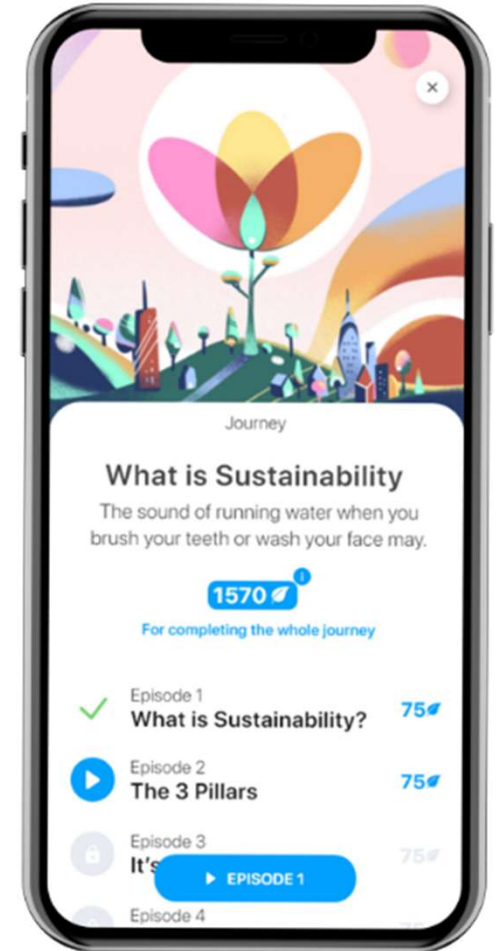 Journey
What is Sustainability
The sound of running water when you
brush your teeth or wash your face may.
i
1570
For completing the whole journey
Episode 1
What is Sustainability?
75
Episode 2
The 3 Pillars
75
Episode 3
It's
75
EPISODE 1
Episode 4